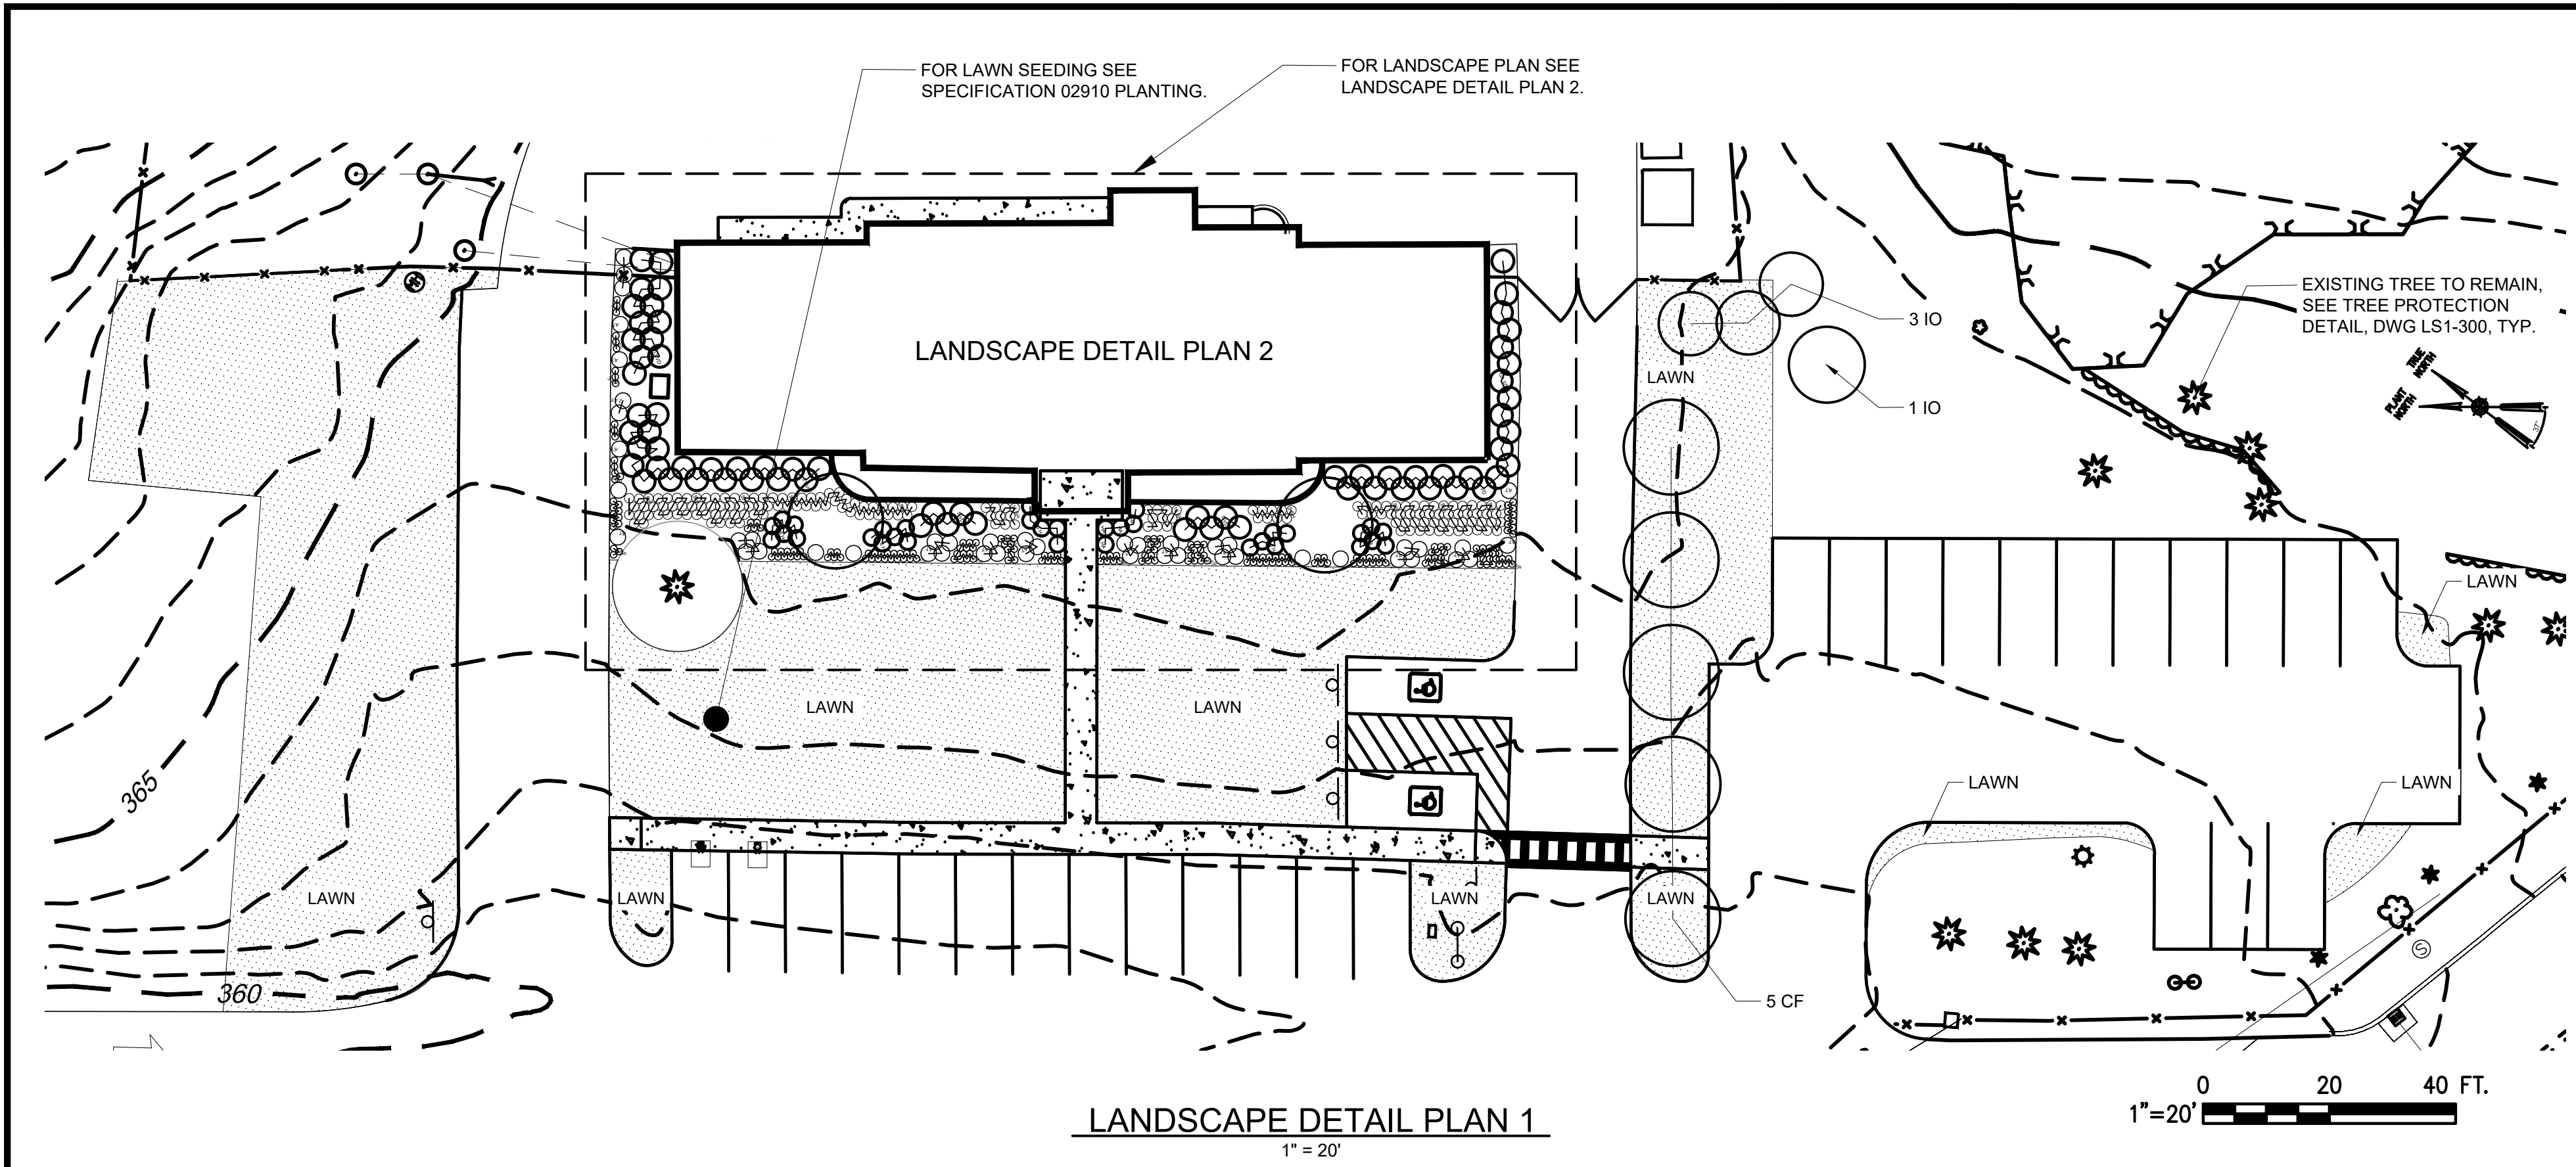 FOR LAWN SEEDING SEE
SPECIFICATION 02910 PLANTING.
FOR LANDSCAPE PLAN SEE
LANDSCAPE DETAIL PLAN 2.
EXISTING TREE TO REMAIN,
SEE TREE PROTECTION
DETAIL, DWG LS1-300, TYP.
3 IO
LANDSCAPE DETAIL PLAN 2
LAWN
1 IO
TRUE
NORTH
PLANT
NORTH
37°
LAWN
LAWN
LAWN
LAWN
LAWN
365
LAWN
LAWN
LAWN
LAWN
S
360
5 CF
0 20 40 FT.
1"=20'
LANDSCAPE DETAIL PLAN 1
1" = 20'